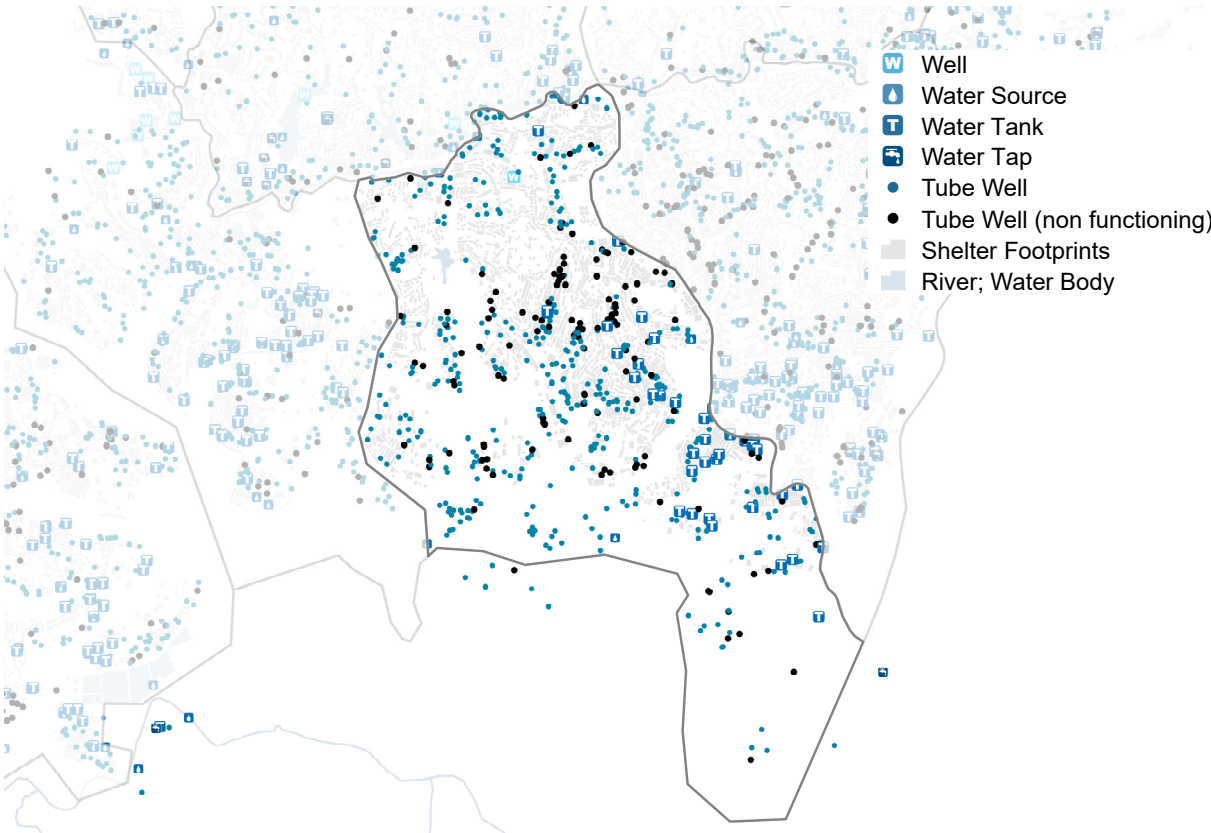 Well
Water Source
Water Tank
Water Tap
Tube Well
Tube Well (non functioning)
Shelter Footprints
River; Water Body